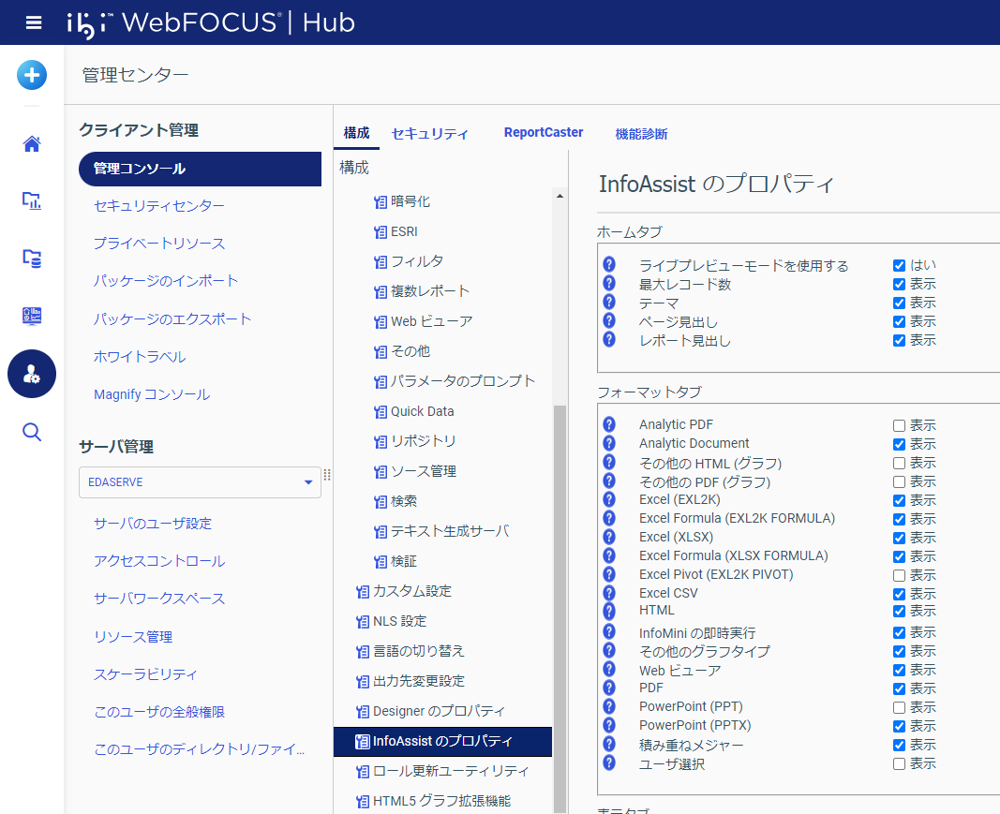 ibi™ WebFOCUS® | Hub
管理センター
クライアント管理
管理コンソール
セキュリティセンター
プライベートリソース
パッケージのインポート
パッケージのエクスポート
ホワイトラベル
Magnify コンソール
サーバ管理
EDASERVE
サーバのユーザ設定
アクセスコントロール
サーバワークスペース
リソース管理
スケーラビリティ
このユーザの全般権限
このユーザのディレクトリ/ファイ...
構成 セキュリティ ReportCaster 機能診断
構成
暗号化
ESRI
フィルタ
複数レポート
Web ビューア
その他
パラメータのプロンプト
Quick Data
リポジトリ
ソース管理
検索
テキスト生成サーバ
検証
カスタム設定
NLS 設定
言語の切り替え
出力先変更設定
Designer のプロパティ
InfoAssist のプロパティ
ロール更新ユーティリティ
HTML5 グラフ拡張機能
InfoAssist のプロパティ
ホームタブ
ライブプレビューモードを使用する はい
最大レコード数 表示
テーマ 表示
ページ見出し 表示
レポート見出し 表示
フォーマットタブ
Analytic PDF 表示
Analytic Document 表示
その他の HTML (グラフ) 表示
その他の PDF (グラフ) 表示
Excel (EXL2K) 表示
Excel Formula (EXL2K FORMULA) 表示
Excel (XLSX) 表示
Excel Formula (XLSX FORMULA) 表示
Excel Pivot (EXL2K PIVOT) 表示
Excel CSV 表示
HTML 表示
InfoMini の即時実行 表示
その他のグラフタイプ 表示
Web ビューア 表示
PDF 表示
PowerPoint (PPT) 表示
PowerPoint (PPTX) 表示
積み重ねメジャー 表示
ユーザ選択 表示